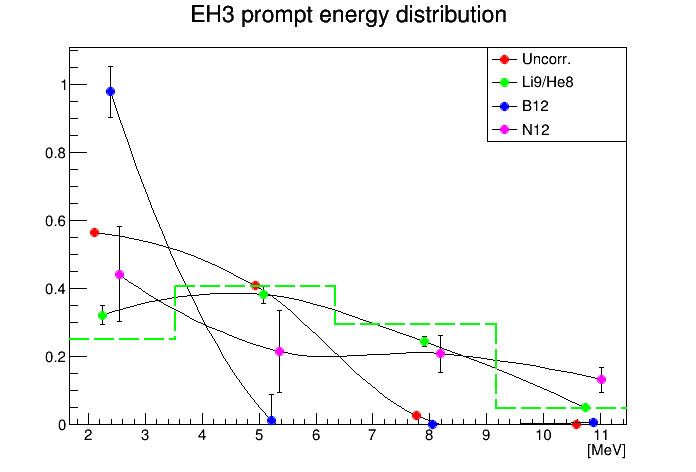 EH3 prompt energy distribution
Uncorr.
Li9/He8
B12
N12
1
0.8
0.6
0.4
0.2
0
2 3 4 5 6 7 8 9 10 11
[MeV]